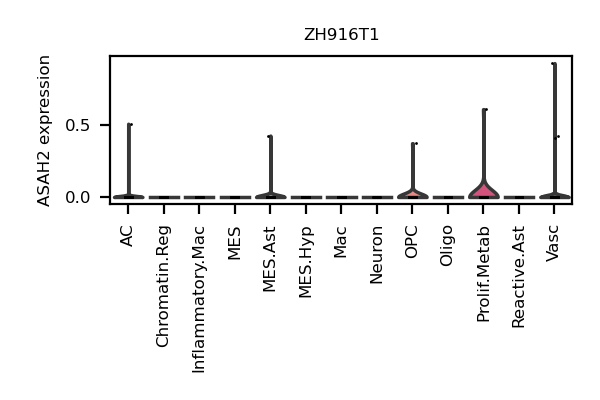 ZH916T1
ASAH2 expression
0.5
0.0
AC
Chromatin.Reg
Inflammatory.Mac
MES
MES.Ast
MES.Hyp
Mac
Neuron
OPC
Oligo
Prolif.Metab
Reactive.Ast
Vasc